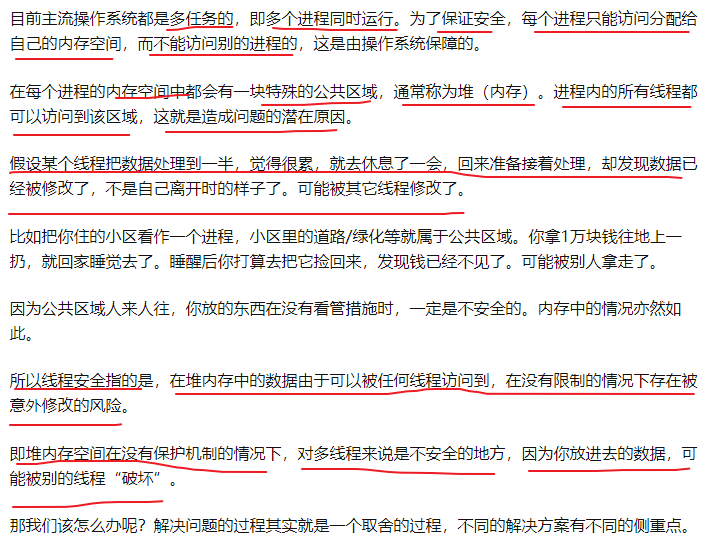 目前主流操作系统都是多任务的，即多个进程同时运行。为了保证安全，每个进程只能访问分配给
自己的内存空间，而不能访问别的进程的，这是由操作系统保障的。
在每个进程的内存空间中都会有一块特殊的公共区域，通常称为堆（内存）。进程内的所有线程都
可以访问到该区域，这就是造成问题的潜在原因。
假设某个线程把数据处理到一半，觉得很累，就去休息了一会，回来准备接着处理，却发现数据已
经被修改了，不是自己离开时的样子了。可能被其它线程修改了。
比如把你住的小区看作一个进程，小区里的道路/绿化等就属于公共区域。你拿1万块钱往地上一
扔，就回家睡觉去了。睡醒后你打算去把它捡回来，发现钱已经不见了。可能被别人拿走了。
因为公共区域人来人往，你放的东西在没有看管措施时，一定是不安全的。内存中的情况亦然如
此。
所以线程安全指的是，在堆内存中的数据由于可以被任何线程访问到，在没有限制的情况下存在被
意外修改的风险。
即堆内存空间在没有保护机制的情况下，对多线程来说是不安全的地方，因为你放进去的数据，可
能被别的线程“破坏”。
那我们该怎么办呢？解决问题的过程其实就是一个取舍的过程，不同的解决方案有不同的侧重点。